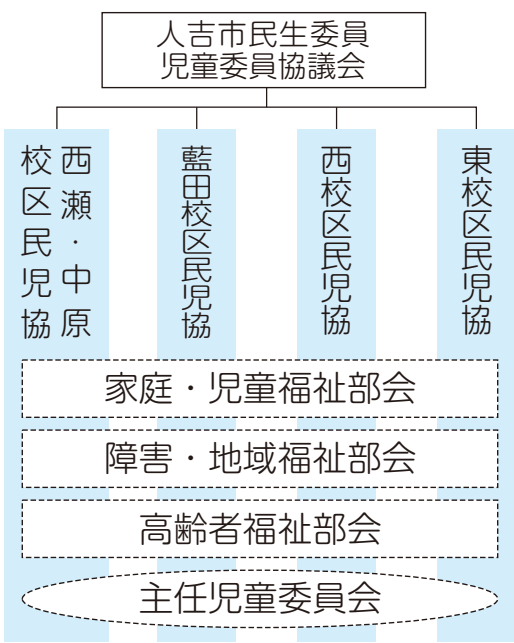 人吉市民生委員
児童委員協議会
東校区民児協
西校区民児協
藍田校区民児協
西瀬・中原
校区民児協
家庭・児童福祉部会
障害・地域福祉部会
高齢者福祉部会
主任児童委員会